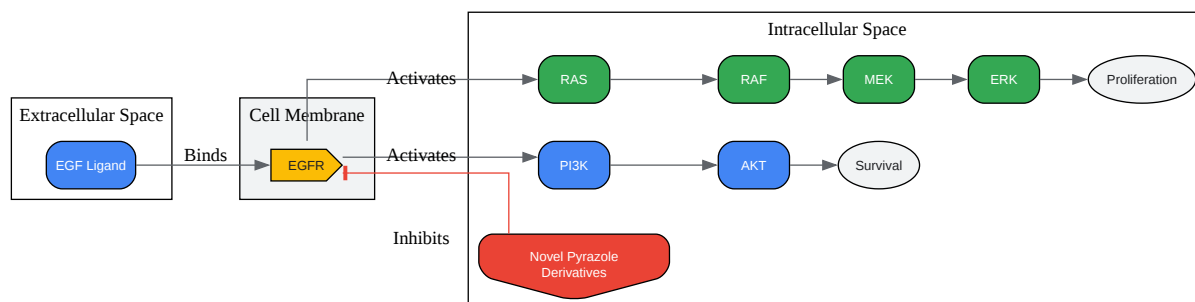 Intracellular Space
Activates
RAS
RAF
MEK
ERK
Proliferation
Extracellular Space
Cell Membrane
EGF Ligand
Binds
EGFR
Activates
PI3K
AKT
Survival
Inhibits
Novel Pyrazole
Derivatives